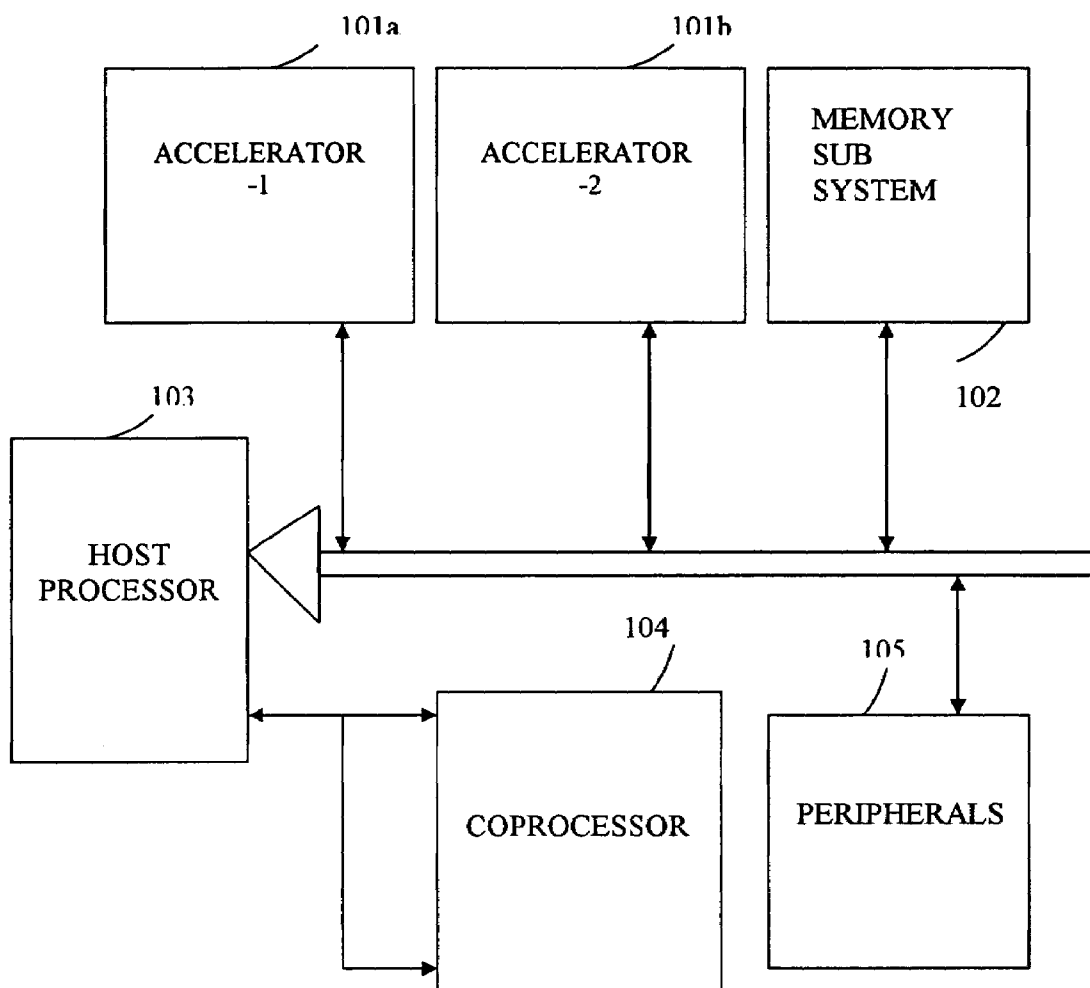 101a
101b
ACCELERATOR
-1
ACCELERATOR
-2
MEMORY
SUB
SYSTEM
102
103
HOST
PROCESSOR
104
105
COPROCESSOR
PERIPHERALS